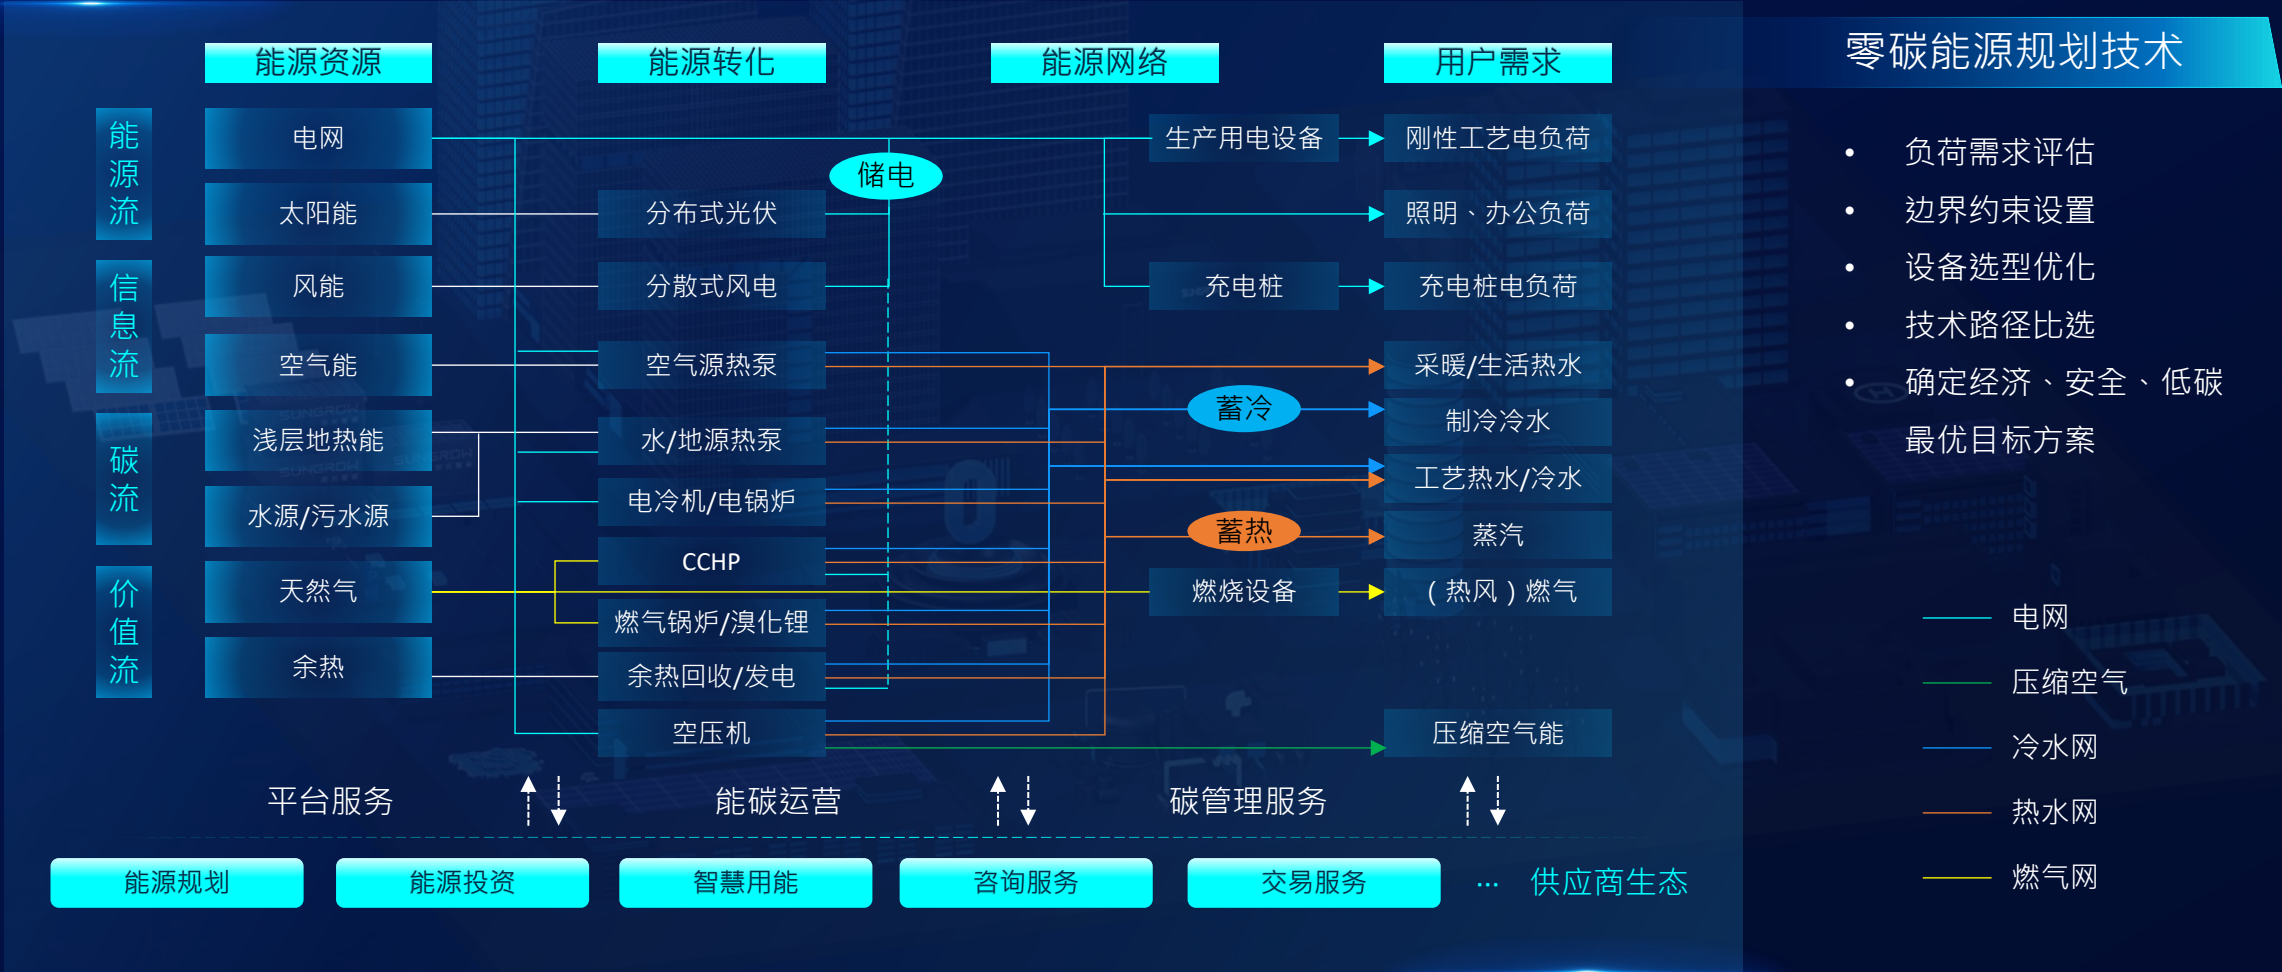 能源资源
能源转化
能源网络
用户需求
零碳能源规划技术
能源流
信息流
碳流
价值流
电网
太阳能
风能
空气能
浅层地热能
水源/污水源
天然气
余热
储电
分布式光伏
分散式风电
空气源热泵
水/地源热泵
电冷机/电锅炉
CCHP
燃气锅炉/溴化锂
余热回收/发电
空压机
生产用电设备
充电桩
蓄冷
蓄热
燃烧设备
刚性工艺电负荷
照明、办公负荷
充电桩电负荷
采暖/生活热水
制冷冷水
工艺热水/冷水
蒸汽
（热风）燃气
压缩空气能
• 负荷需求评估
• 边界约束设置
• 设备选型优化
• 技术路径比选
• 确定经济、安全、低碳
最优目标方案
电网
压缩空气
冷水网
热水网
燃气网
平台服务
能碳运营
碳管理服务
能源规划
能源投资
智慧用能
咨询服务
交易服务
… 供应商生态
SUNGROW
SUNGROW
SUNGROW